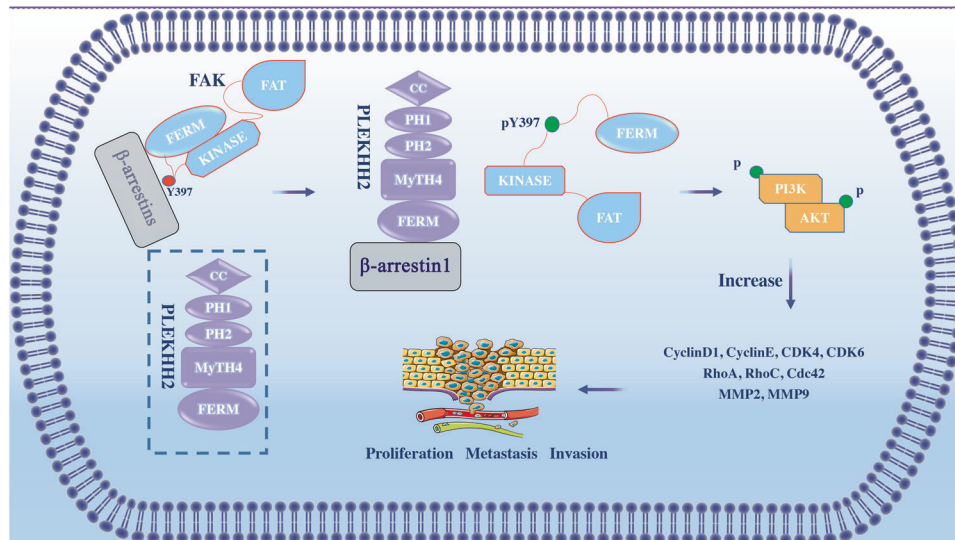 FAK
FAT
FERM
KINASE
Y397
β-arrestins
PLEKHH2
CC
PH1
PH2
MyTH4
FERM
PLEKHH2
CC
PH1
PH2
MyTH4
FERM
β-arrestin1
pY397
FERM
KINASE
FAT
p
PI3K
p
AKT
Increase
CyclinD1, CyclinE, CDK4, CDK6
RhoA, RhoC, Cdc42
MMP2, MMP9
Proliferation Metastasis Invasion